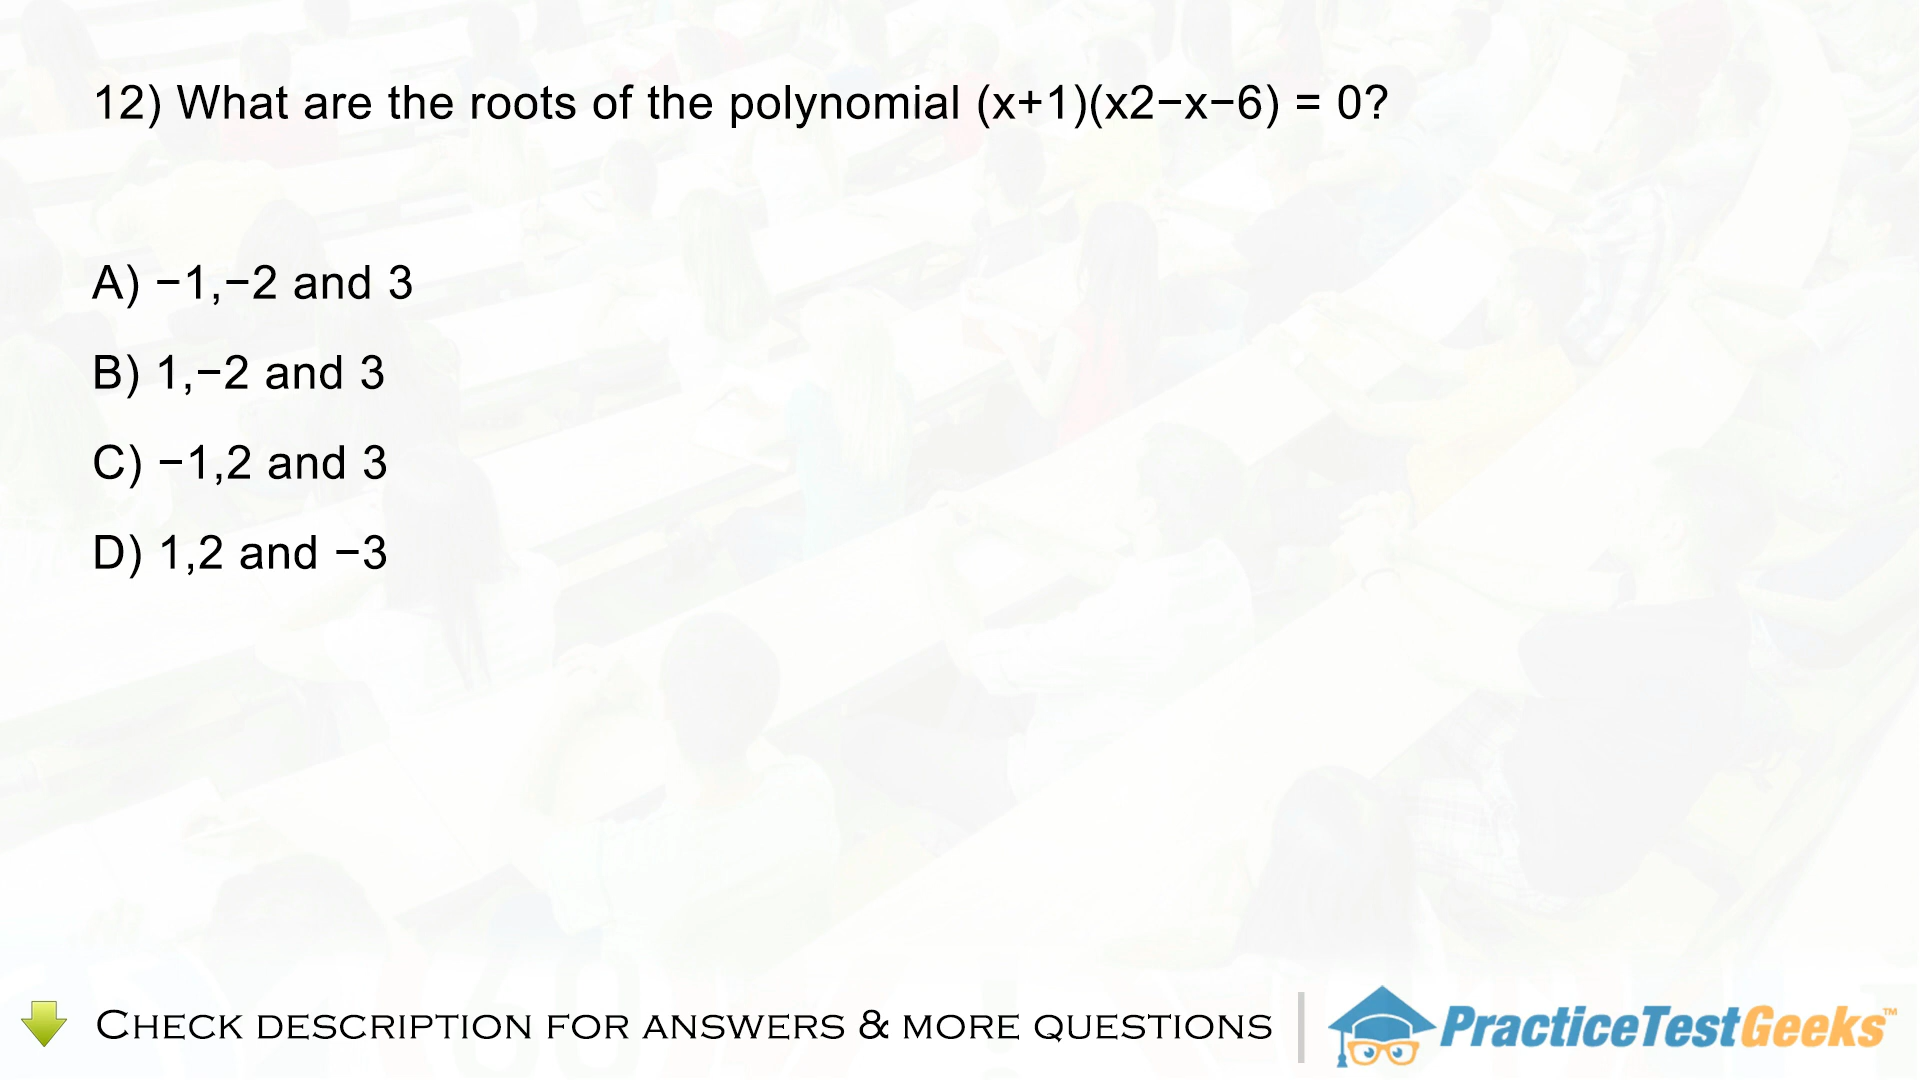 12) What are the roots of the polynomial (x+1)(x2−x−6) = 0?
A) −1,−2 and 3
B) 1,−2 and 3
C) −1,2 and 3
D) 1,2 and −3
Check description for answers & more questions
PracticeTestGeeks™